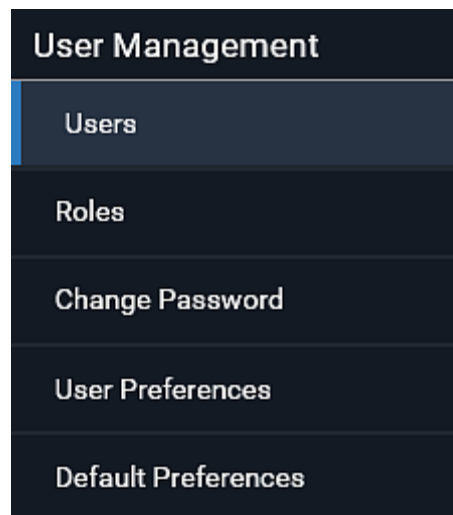 User Management
Users
Roles
Change Password
User Preferences
Default Preferences